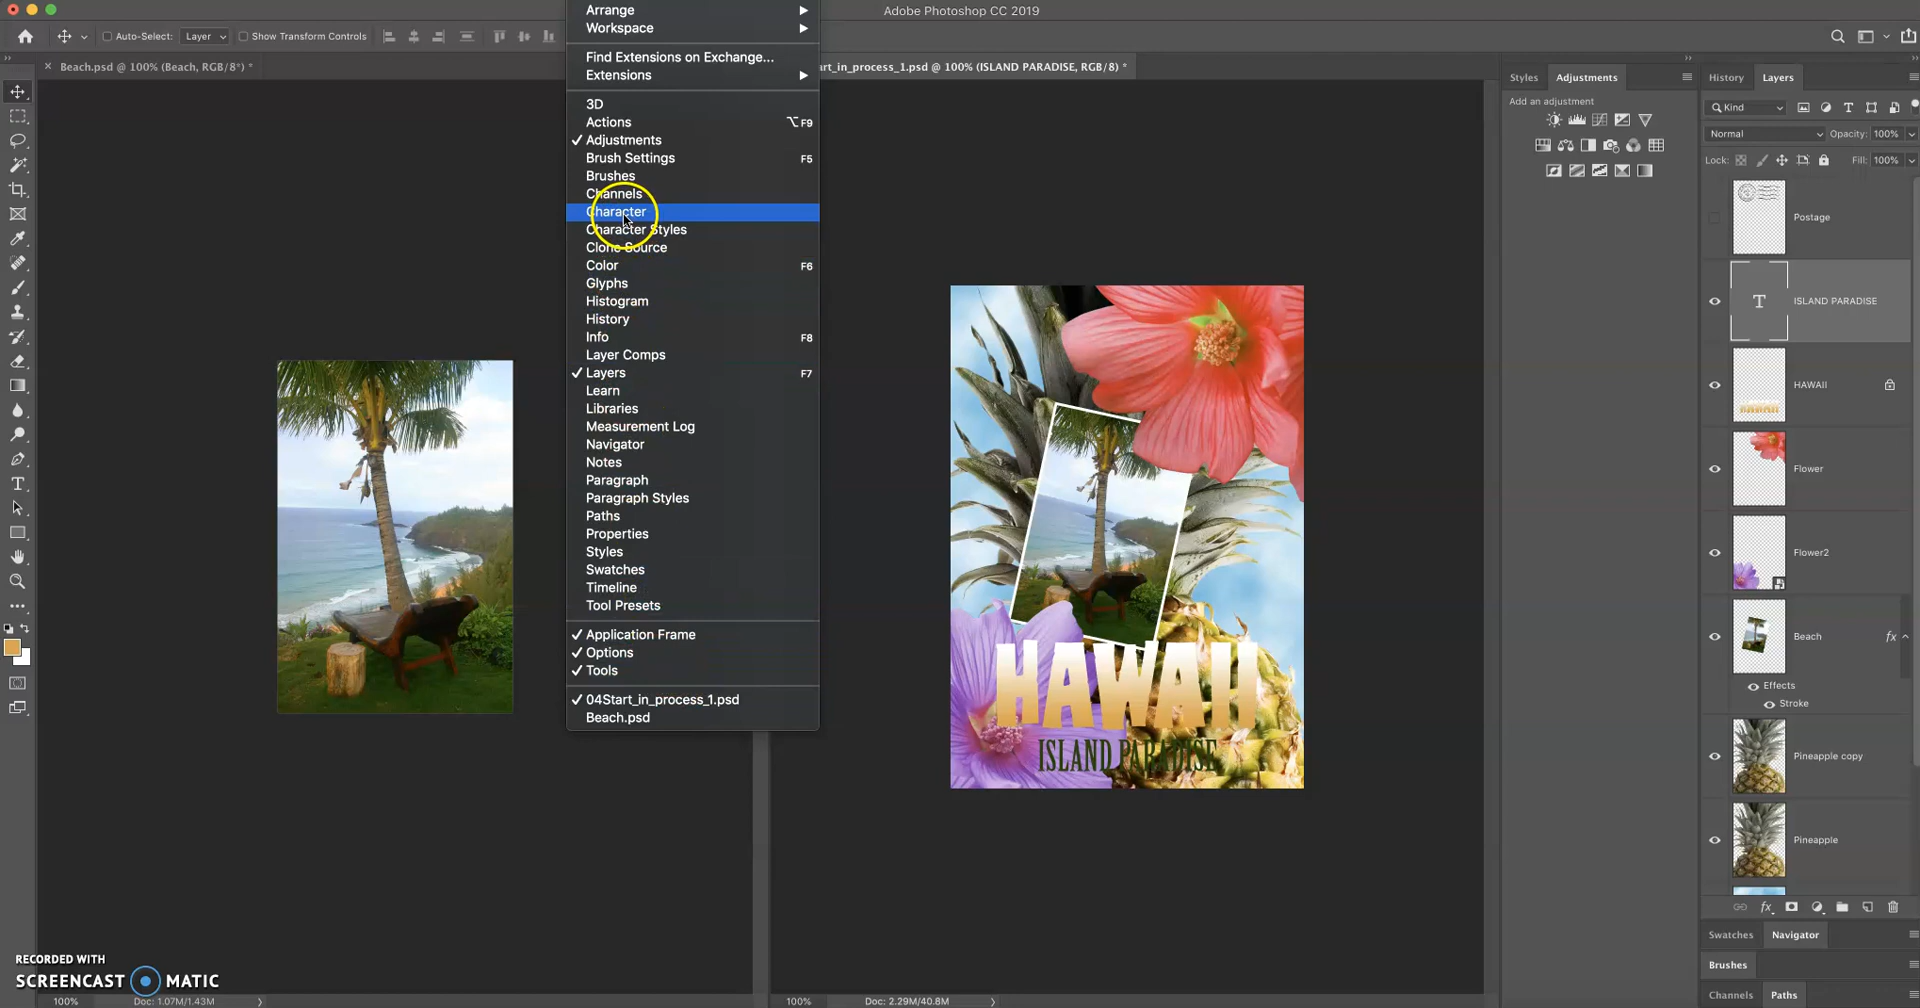 Adobe Photoshop CC 2019
Auto-Select:
Layer
Show Transform Controls
Beach.psd @ 100% (Beach, RGB/8*) *
art_in_process_1.psd @ 100% (ISLAND PARADISE, RGB/8) *
Arrange
Workspace
Find Extensions on Exchange...
Extensions
3D
Actions ⌥F9
✓ Adjustments
Brush Settings F5
Brushes
Channels
Character
Character Styles
Clone Source
Color F6
Glyphs
Histogram
History
Info F8
Layer Comps
✓ Layers F7
Learn
Libraries
Measurement Log
Navigator
Notes
Paragraph
Paragraph Styles
Paths
Properties
Styles
Swatches
Timeline
Tool Presets
✓ Application Frame
✓ Options
✓ Tools
✓ 04Start_in_process_1.psd
Beach.psd
HAWAII
ISLAND PARADISE
Styles
Adjustments
Add an adjustment
History
Layers
Kind
Normal
Opacity: 100%
Lock:
Fill: 100%
Postage
T
ISLAND PARADISE
HAWAII
HAWAII
Flower
Flower2
Beach
fx
Effects
Stroke
Pineapple copy
Pineapple
fx
Swatches
Navigator
Brushes
Channels
Paths
RECORDED WITH
SCREENCAST MATIC
100%
Doc: 1.07M/1.43M
100%
Doc: 2.29M/40.8M